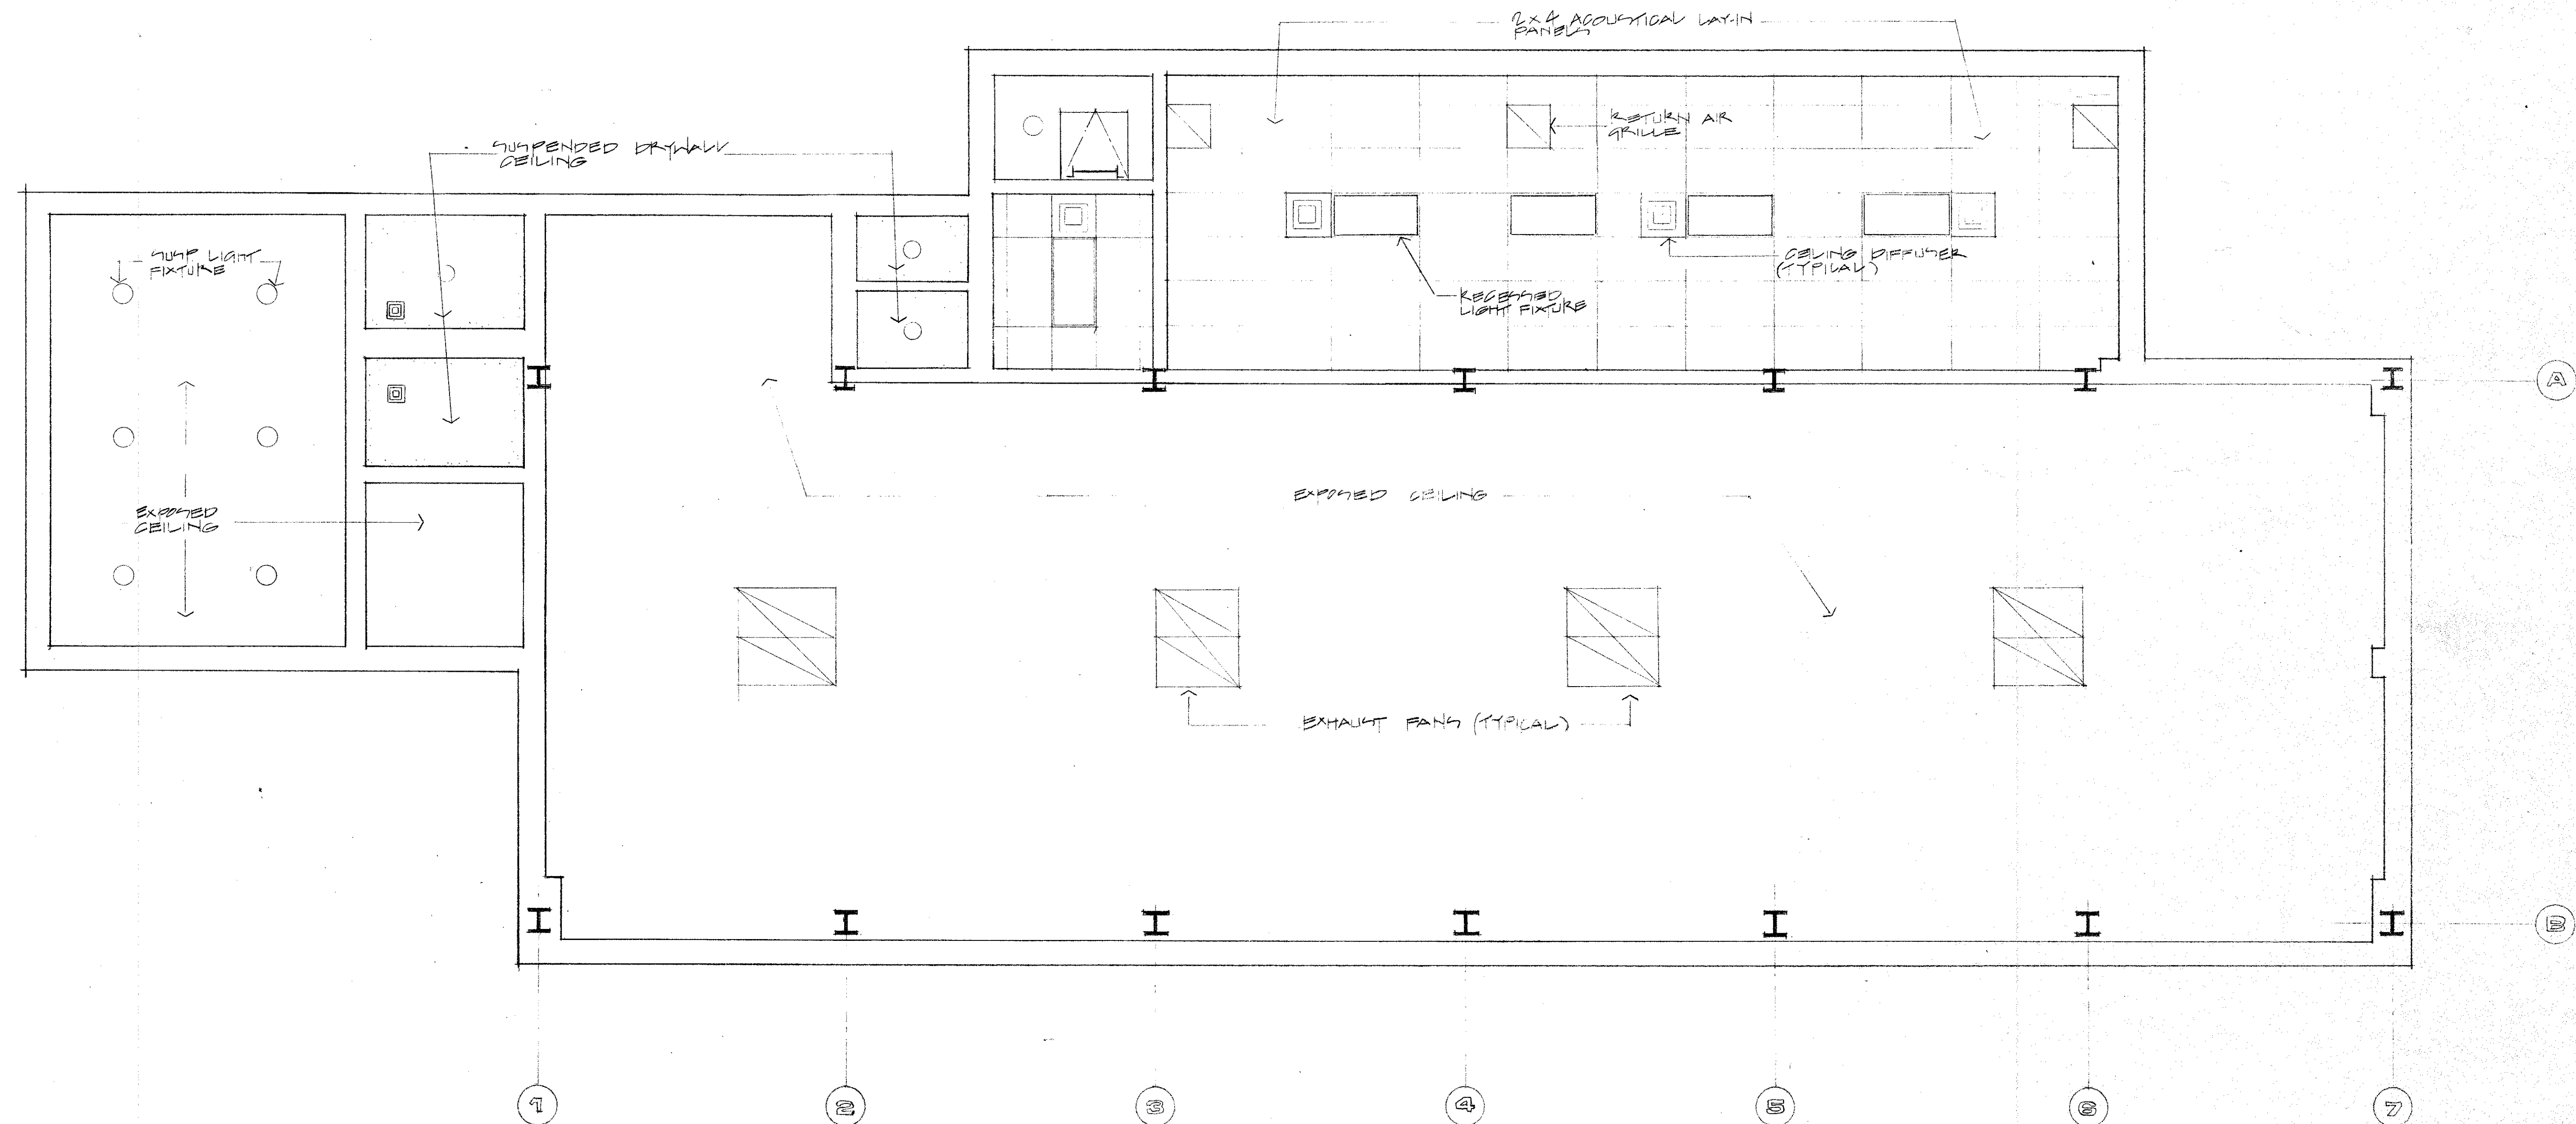 2x4 ACOUSTICAL LAY-IN
PANELS
RETURN AIR
GRILLE
SUSPENDED DRYWALL
CEILING
SUSP LIGHT
FIXTURE
CEILING DIFFUSER
(TYPICAL)
RECESSED
LIGHT FIXTURE
A
EXPOSED CEILING
EXPOSED
CEILING
EXHAUST FANS (TYPICAL)
B
1
2
3
4
5
6
7